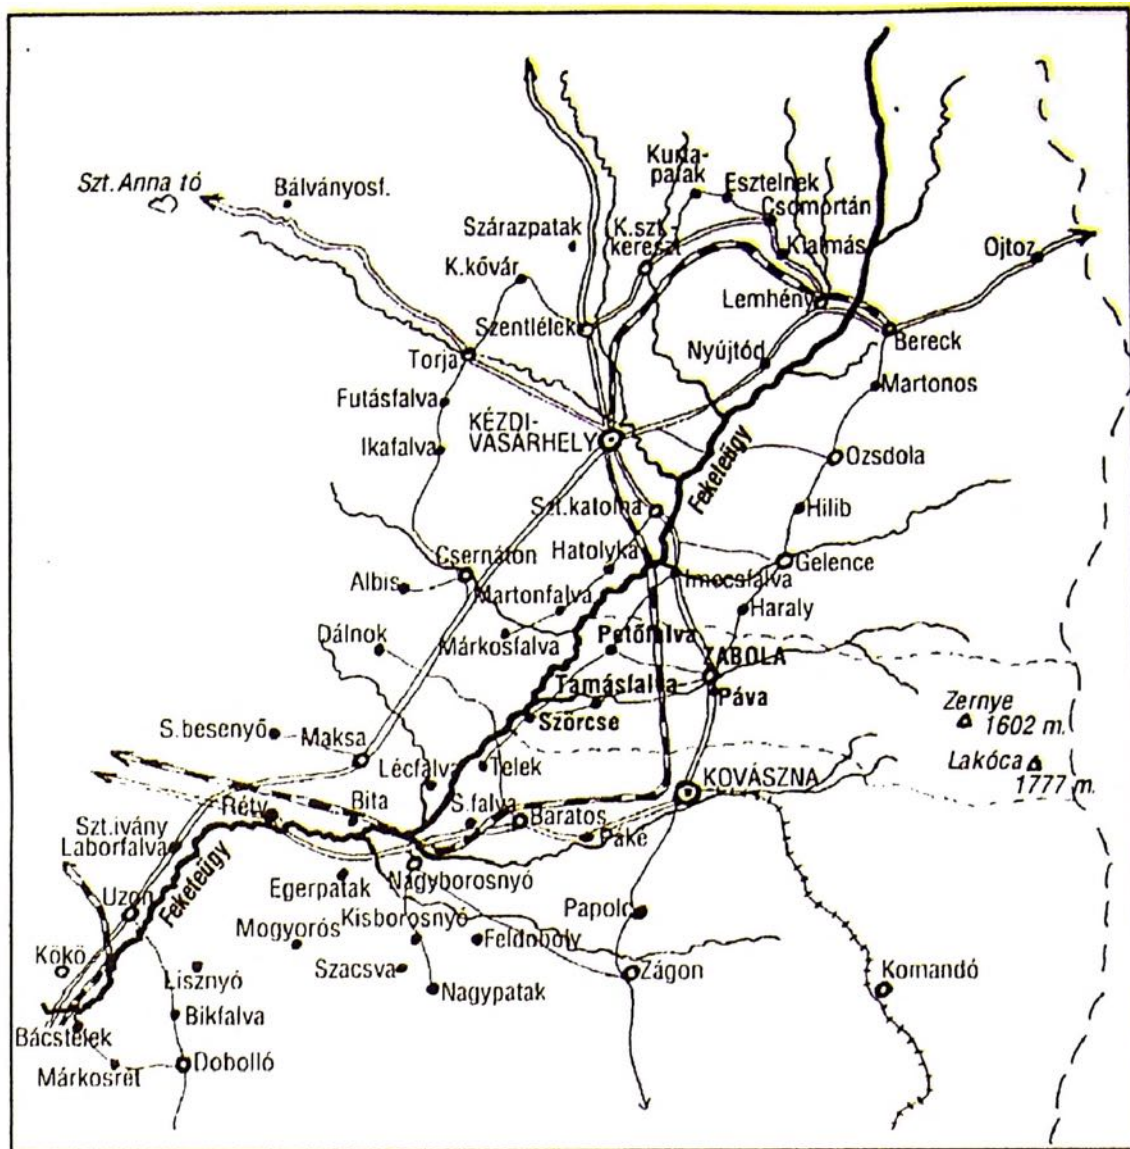 Szt. Anna tó
Bálványosf.
Kurta-
patak
Esztelnek
Csomortán
Szárazpatak
K.szt.-
kereszt
Kialmás
Ojtoz
K.kővár
Lemhény
Szentlélek
Bereck
Torja
Nyújtód
Martonos
Futásfalva
KÉZDI-
VÁSÁRHELY
Ikafalva
Feketeügy
Ozsdola
Szt.katolna
Hilib
Hatolyka
Csernáton
Gelence
Albis
Imecsfalva
Martonfalva
Haraly
Dálnok
Márkosfalva
Petőfalva
ZABOLA
Tamásfalva
Páva
Szörcse
Zernye
1602 m.
S.besenyő
Maksa
Telek
Lécfalva
KOVÁSZNA
Lakóca
1777 m.
Réty
Bita
S.falva
Baratos
Szt.ivány
Laborfalva
Páké
Nagyborosnyó
Egerpatak
Feketeügy
Uzon
Papolc
Mogyorós
Kisborosnyó
Feldoboly
Kökö
Lisznyó
Szacsva
Zágon
Komandó
Nagypatak
Bikfalva
Bácstelek
Márkosrét
Dobolló